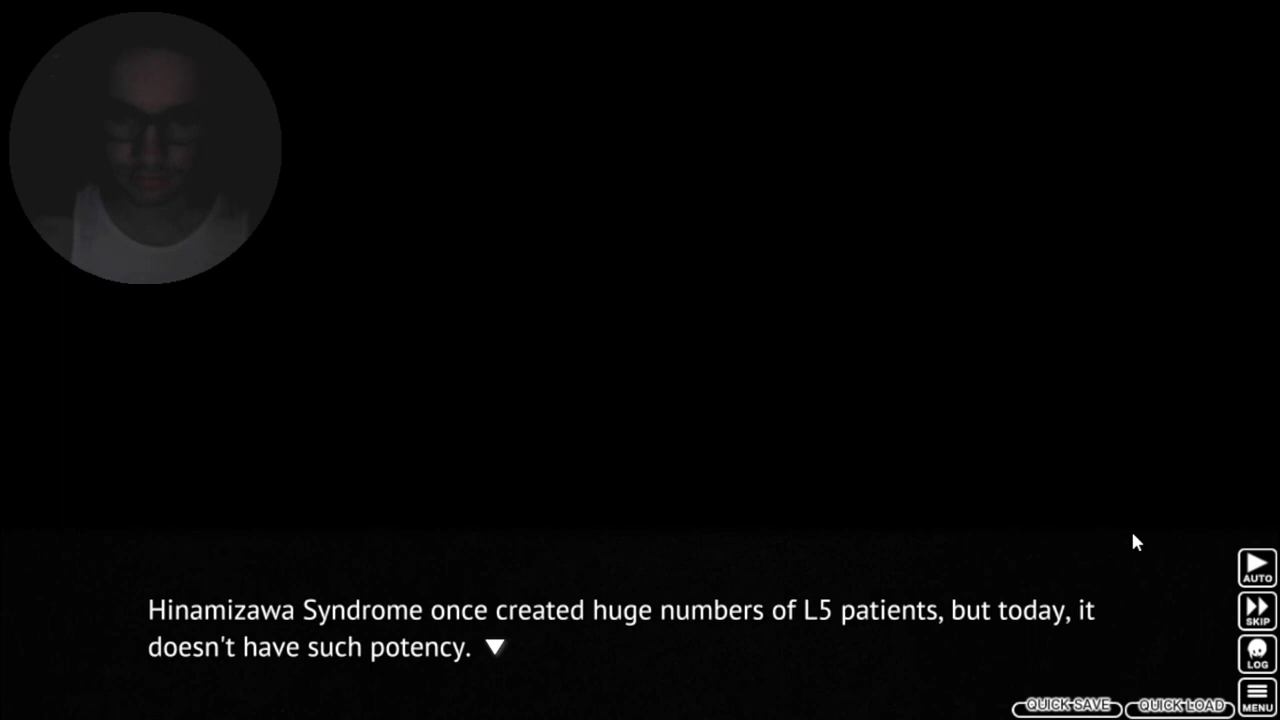 Hinamizawa Syndrome once created huge numbers of L5 patients, but today, it
doesn't have such potency.
AUTO
SKIP
LOG
MENU
QUICK SAVE QUICK LOAD